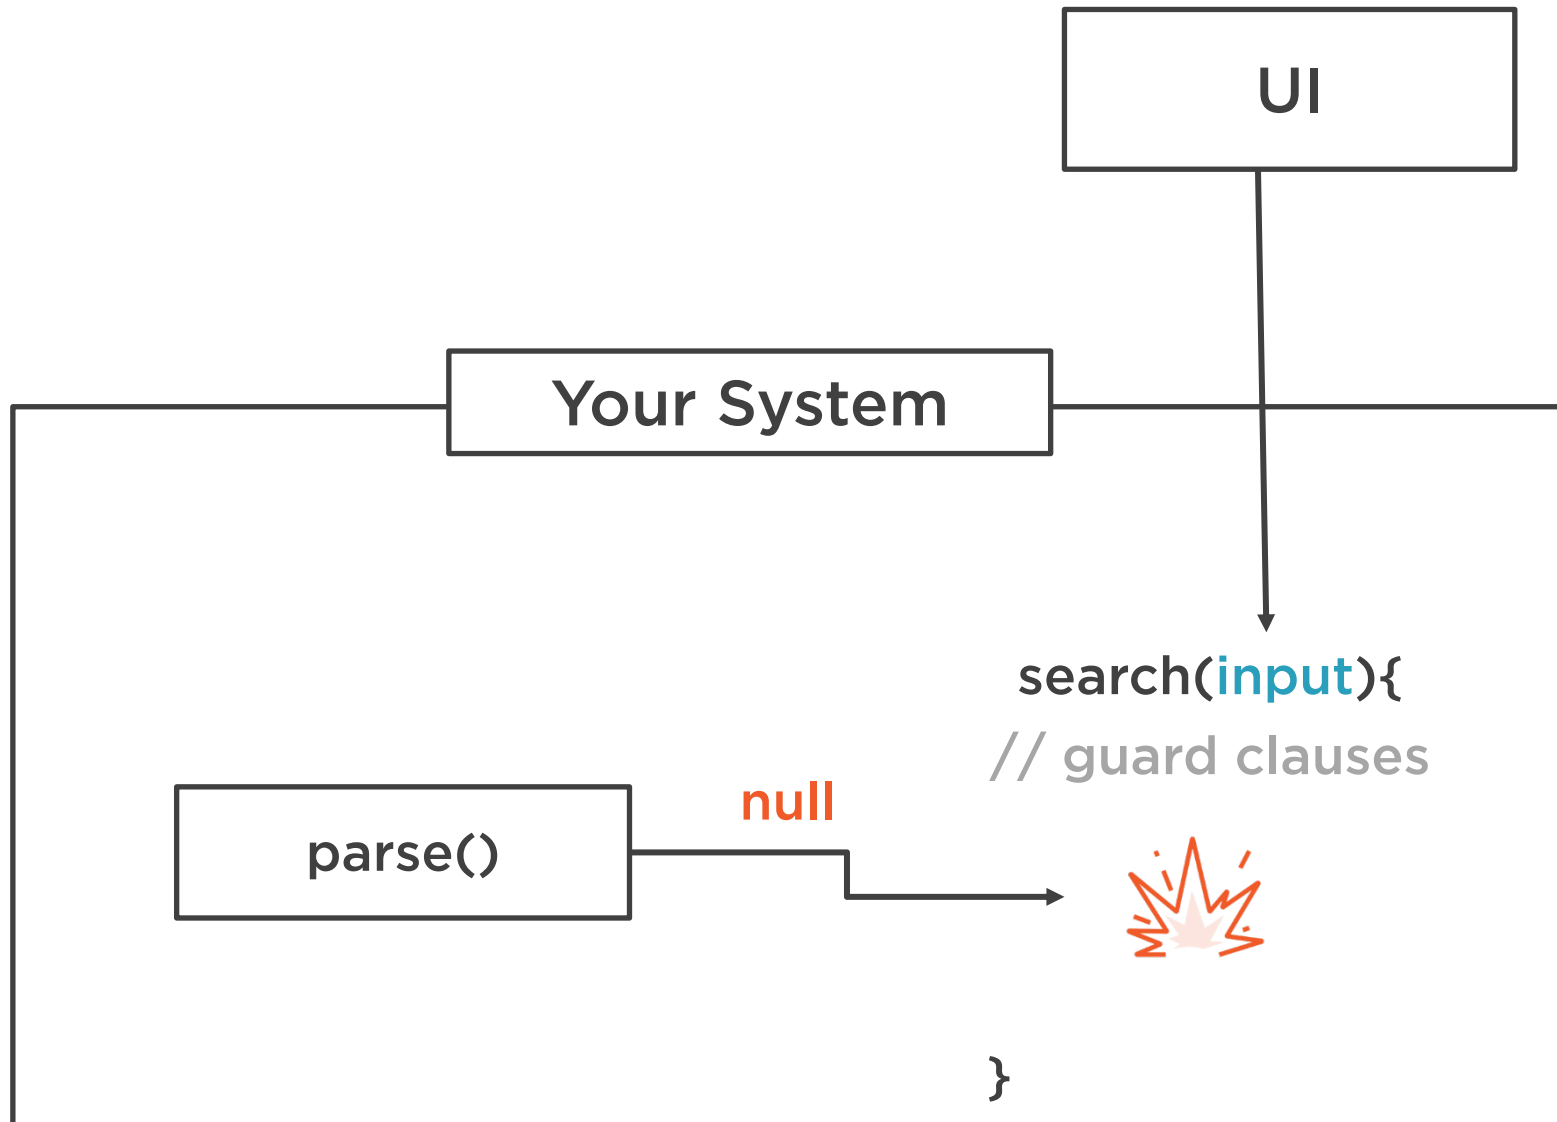 UI
Your System
search(input){
// guard clauses
null
parse()
}